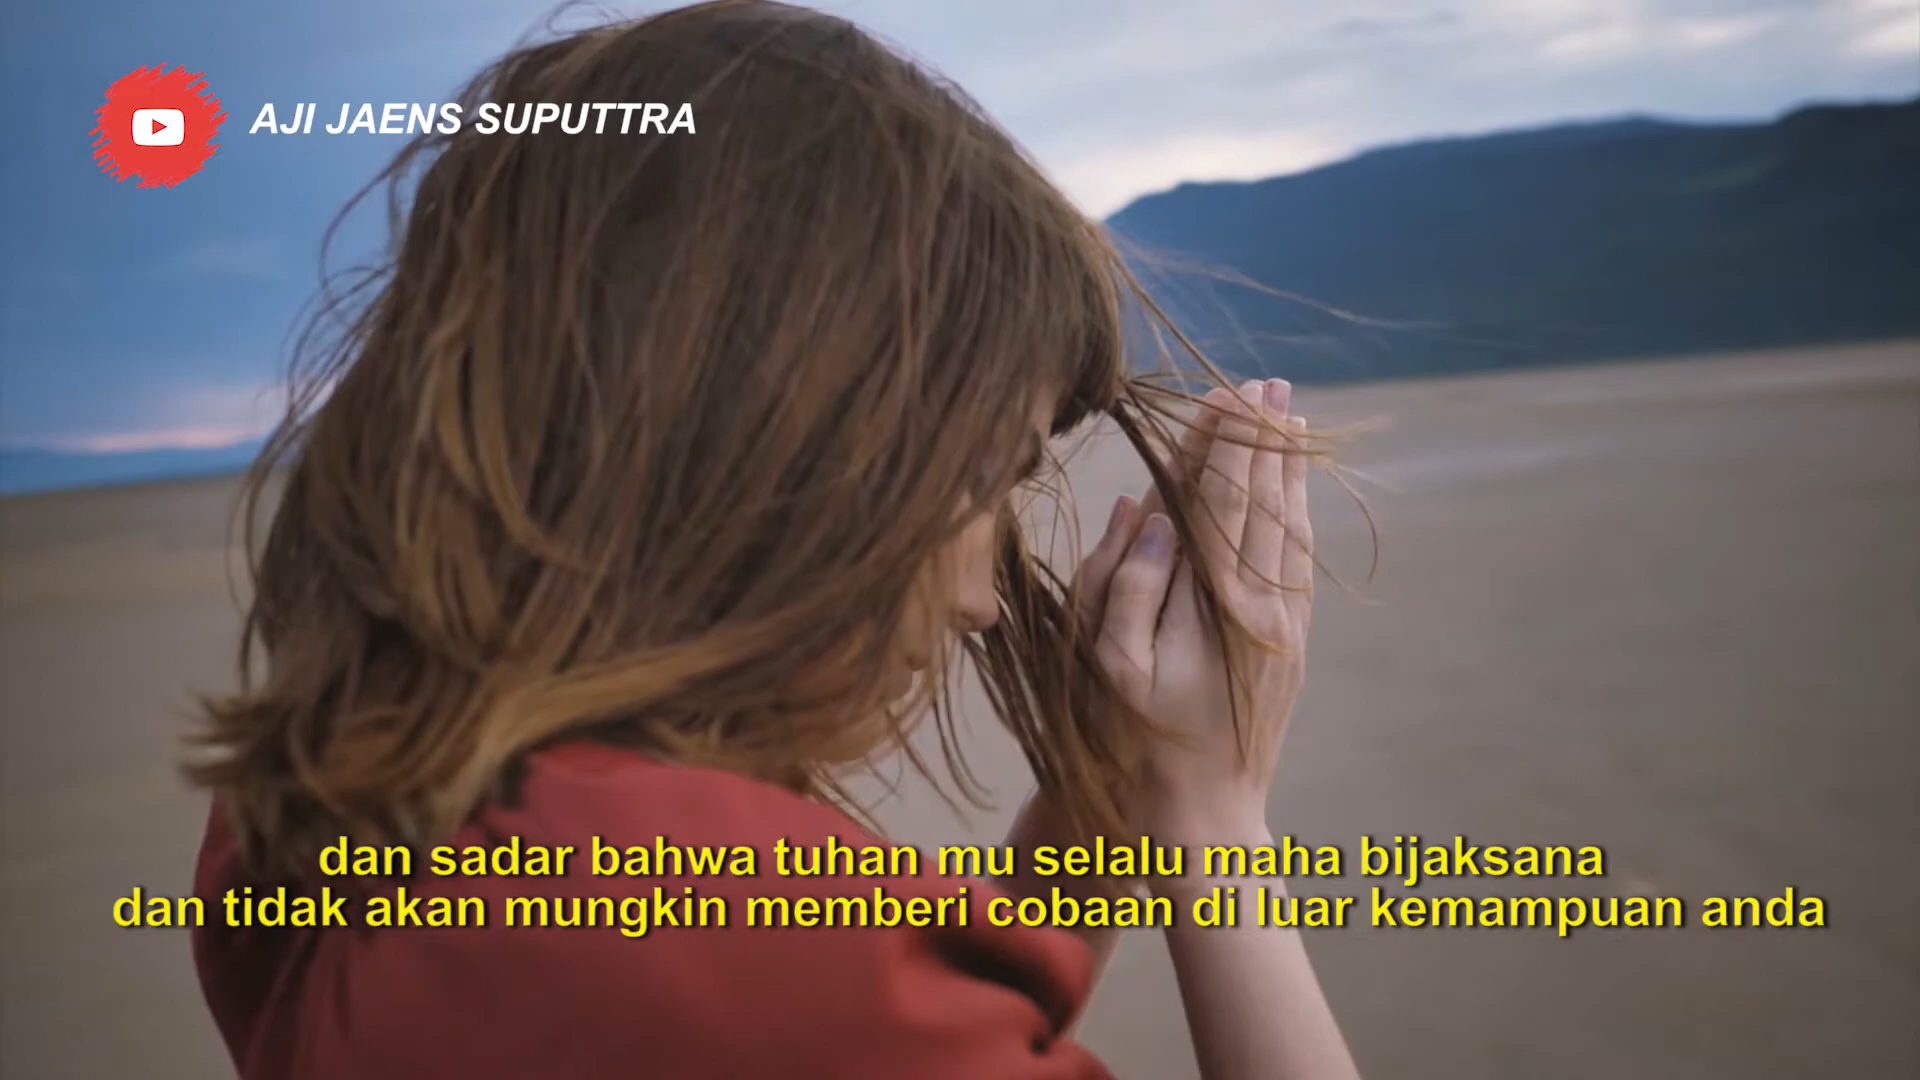 AJI JAENS SUPUTTRA
dan sadar bahwa tuhan mu selalu maha bijaksana
dan tidak akan mungkin memberi cobaan di luar kemampuan anda